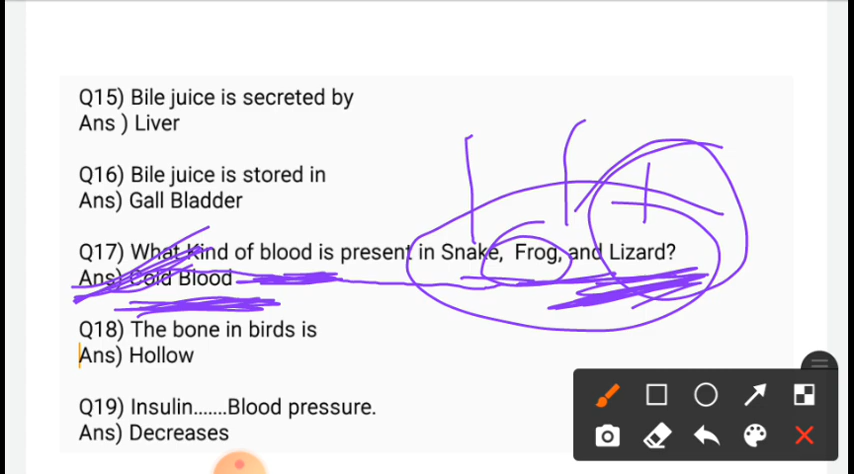 Q15) Bile juice is secreted by
Ans ) Liver
Q16) Bile juice is stored in
Ans) Gall Bladder
Q17) What Kind of blood is present in Snake, Frog, and Lizard?
Ans) Cold Blood
Q18) The bone in birds is
Ans) Hollow
Q19) Insulin.......Blood pressure.
Ans) Decreases